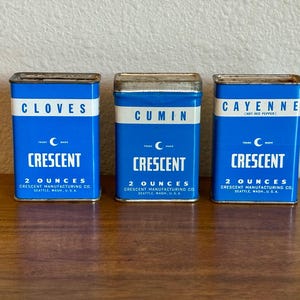 CLOVES
TRADE MARK
CRESCENT
2 OUNCES
CRESCENT MANUFACTURING CO.
SEATTLE, WASH., U.S.A.
CUMIN
TRADE MARK
CRESCENT
2 OUNCES
CRESCENT MANUFACTURING CO.
SEATTLE, WASH., U.S.A.
CAYENNE
(HOT RED PEPPER)
TRADE MARK
CRESCENT
2 OUNCES
CRESCENT MANUFACTURING CO.
SEATTLE, WASH., U.S.A.